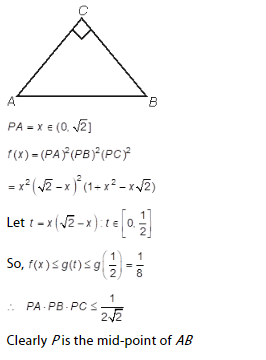 C
A
B
PA = x ∈ (0, √2]
f(x) = (PA)²(PB)²(PC)²
= x²(√2 – x)²(1 + x² – x√2)
Let t = x(√2 – x) : t ∈ [0, 1/2]
So, f(x) ≤ g(t) ≤ g(1/2) = 1/8
∴ PA · PB · PC ≤ 1/(2√2)
Clearly P is the mid-point of AB